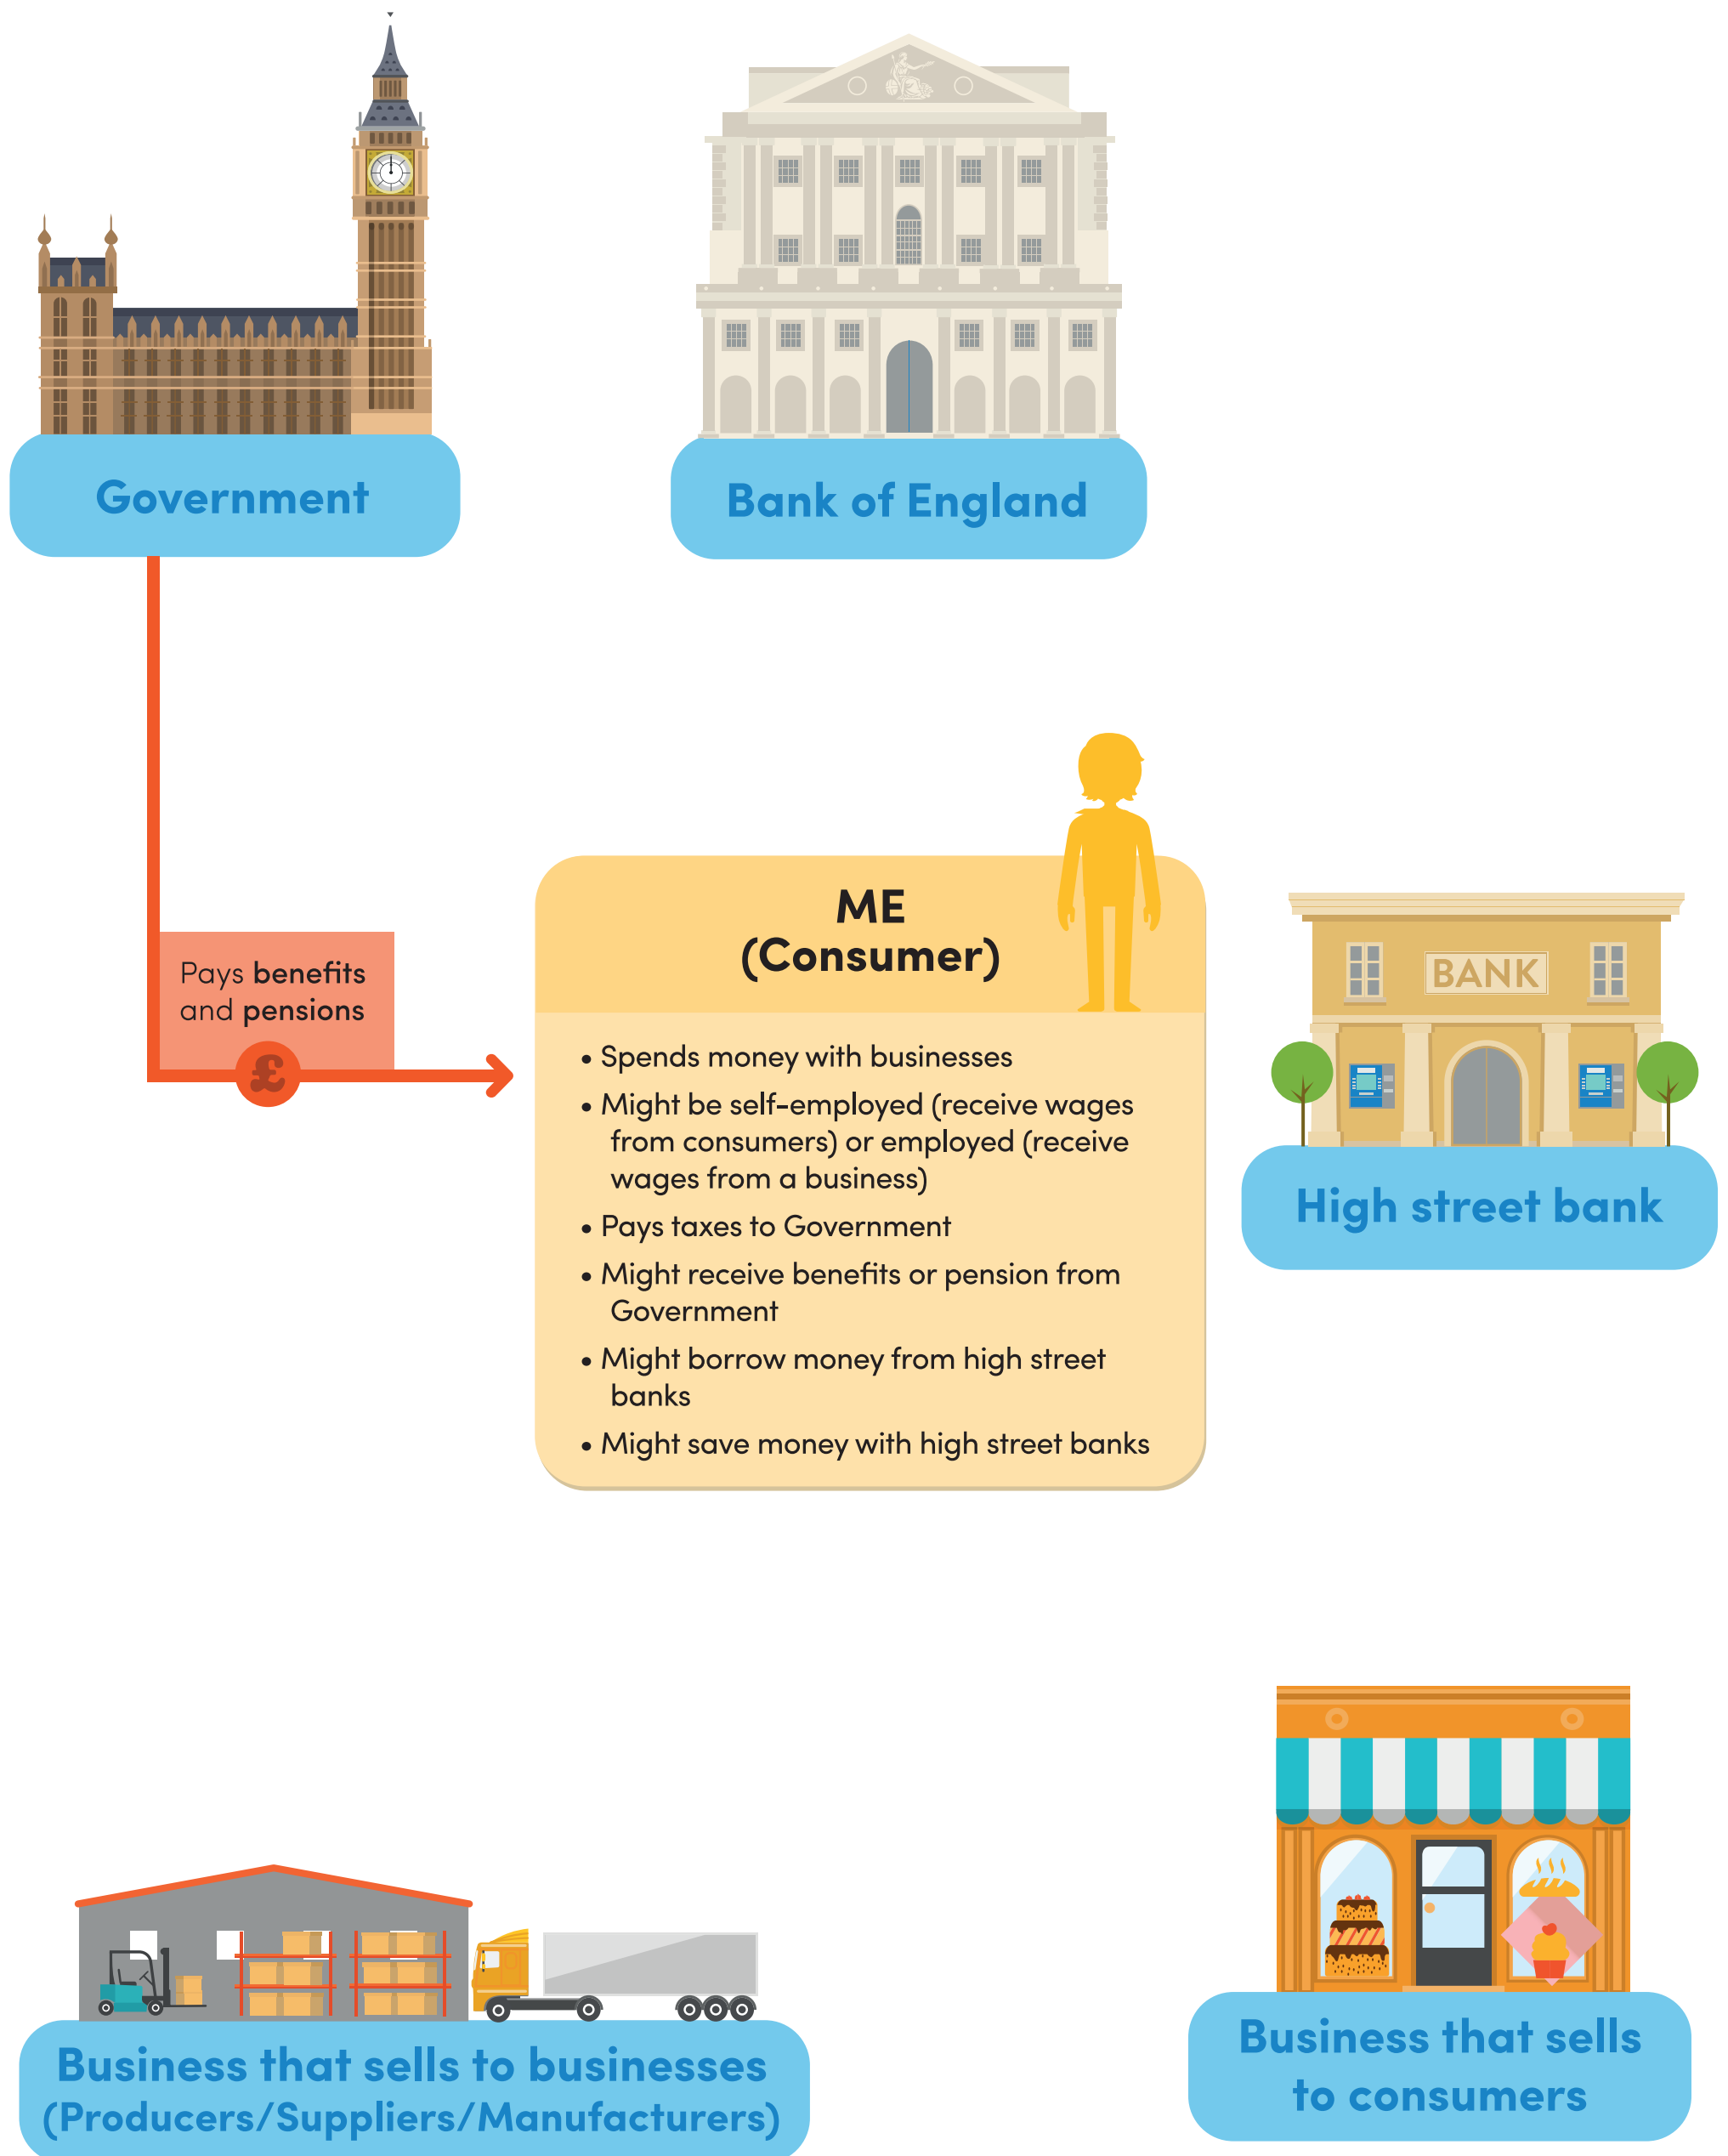 Government
Bank of England
Pays benefits
and pensions
£
ME
(Consumer)
• Spends money with businesses
• Might be self-employed (receive wages
from consumers) or employed (receive
wages from a business)
• Pays taxes to Government
• Might receive benefits or pension from
Government
• Might borrow money from high street
banks
• Might save money with high street banks
BANK
High street bank
Business that sells to businesses
(Producers/Suppliers/Manufacturers)
Business that sells
to consumers